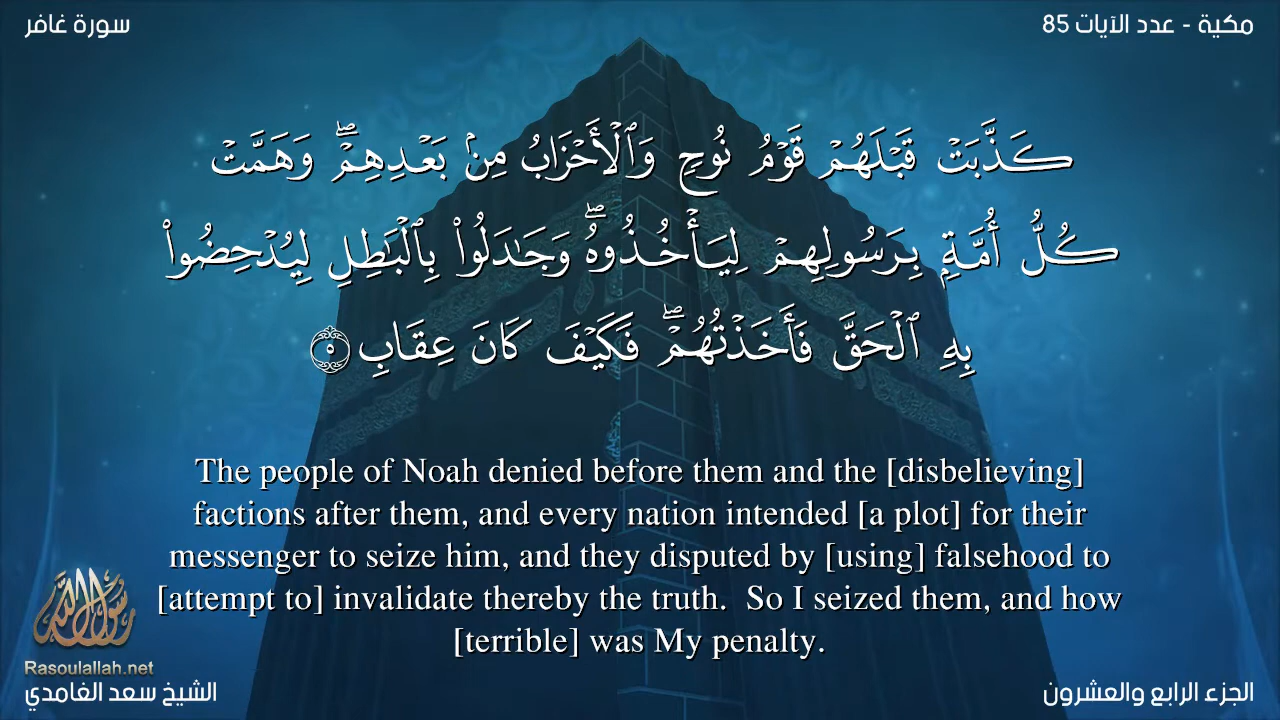 سورة غافر
مكية - عدد الآيات 85
كَذَّبَتْ قَبْلَهُمْ قَوْمُ نُوحٍ وَٱلْأَحْزَابُ مِنۢ بَعْدِهِمْ ۖ وَهَمَّتْ
كُلُّ أُمَّةٍۭ بِرَسُولِهِمْ لِيَأْخُذُوهُ ۖ وَجَـٰدَلُوا۟ بِٱلْبَـٰطِلِ لِيُدْحِضُوا۟
بِهِ ٱلْحَقَّ فَأَخَذْتُهُمْ ۖ فَكَيْفَ كَانَ عِقَابِ ٥
The people of Noah denied before them and the [disbelieving]
factions after them, and every nation intended [a plot] for their
messenger to seize him, and they disputed by [using] falsehood to
[attempt to] invalidate thereby the truth.  So I seized them, and how
[terrible] was My penalty.
رسول الله
Rasoulallah.net
الشيخ سعد الغامدي
الجزء الرابع والعشرون